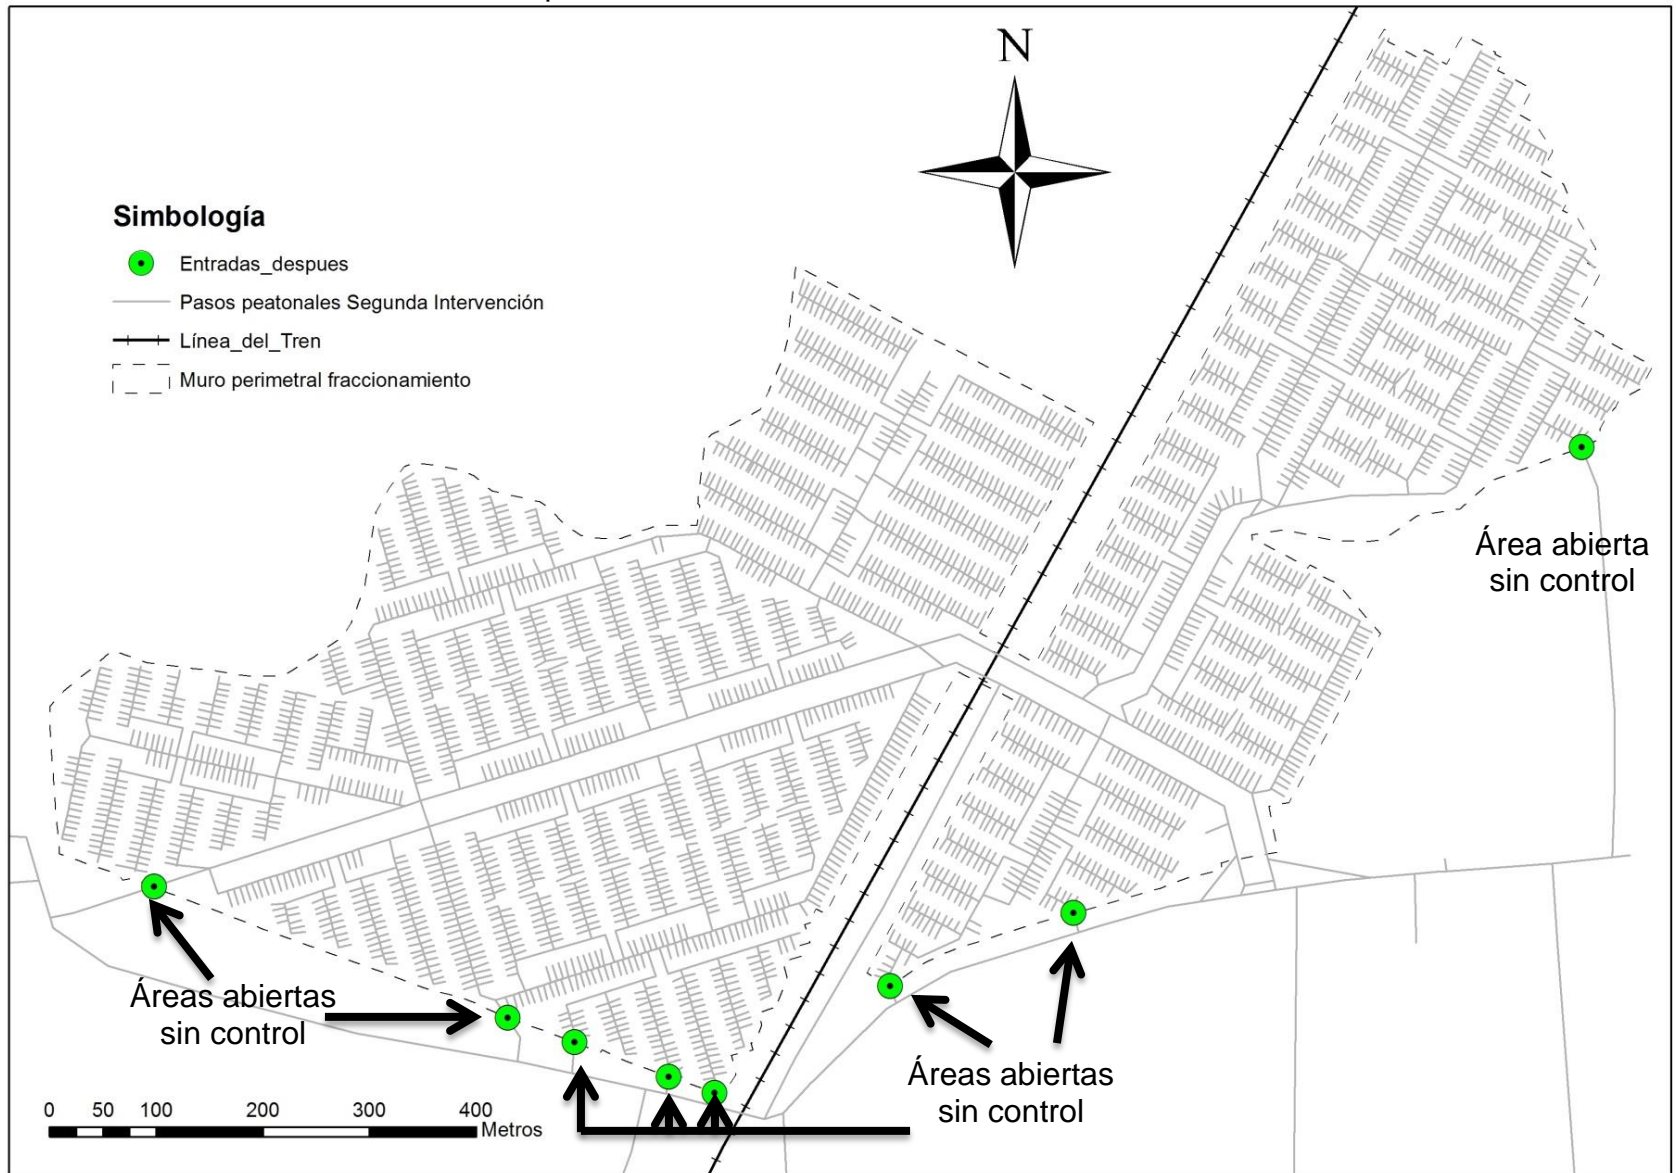 N
Simbología
Entradas_despues
Pasos peatonales Segunda Intervención
Línea_del_Tren
Muro perimetral fraccionamiento
Área abierta
sin control
Áreas abiertas
sin control
Áreas abiertas
sin control
0 50 100 200 300 400
Metros